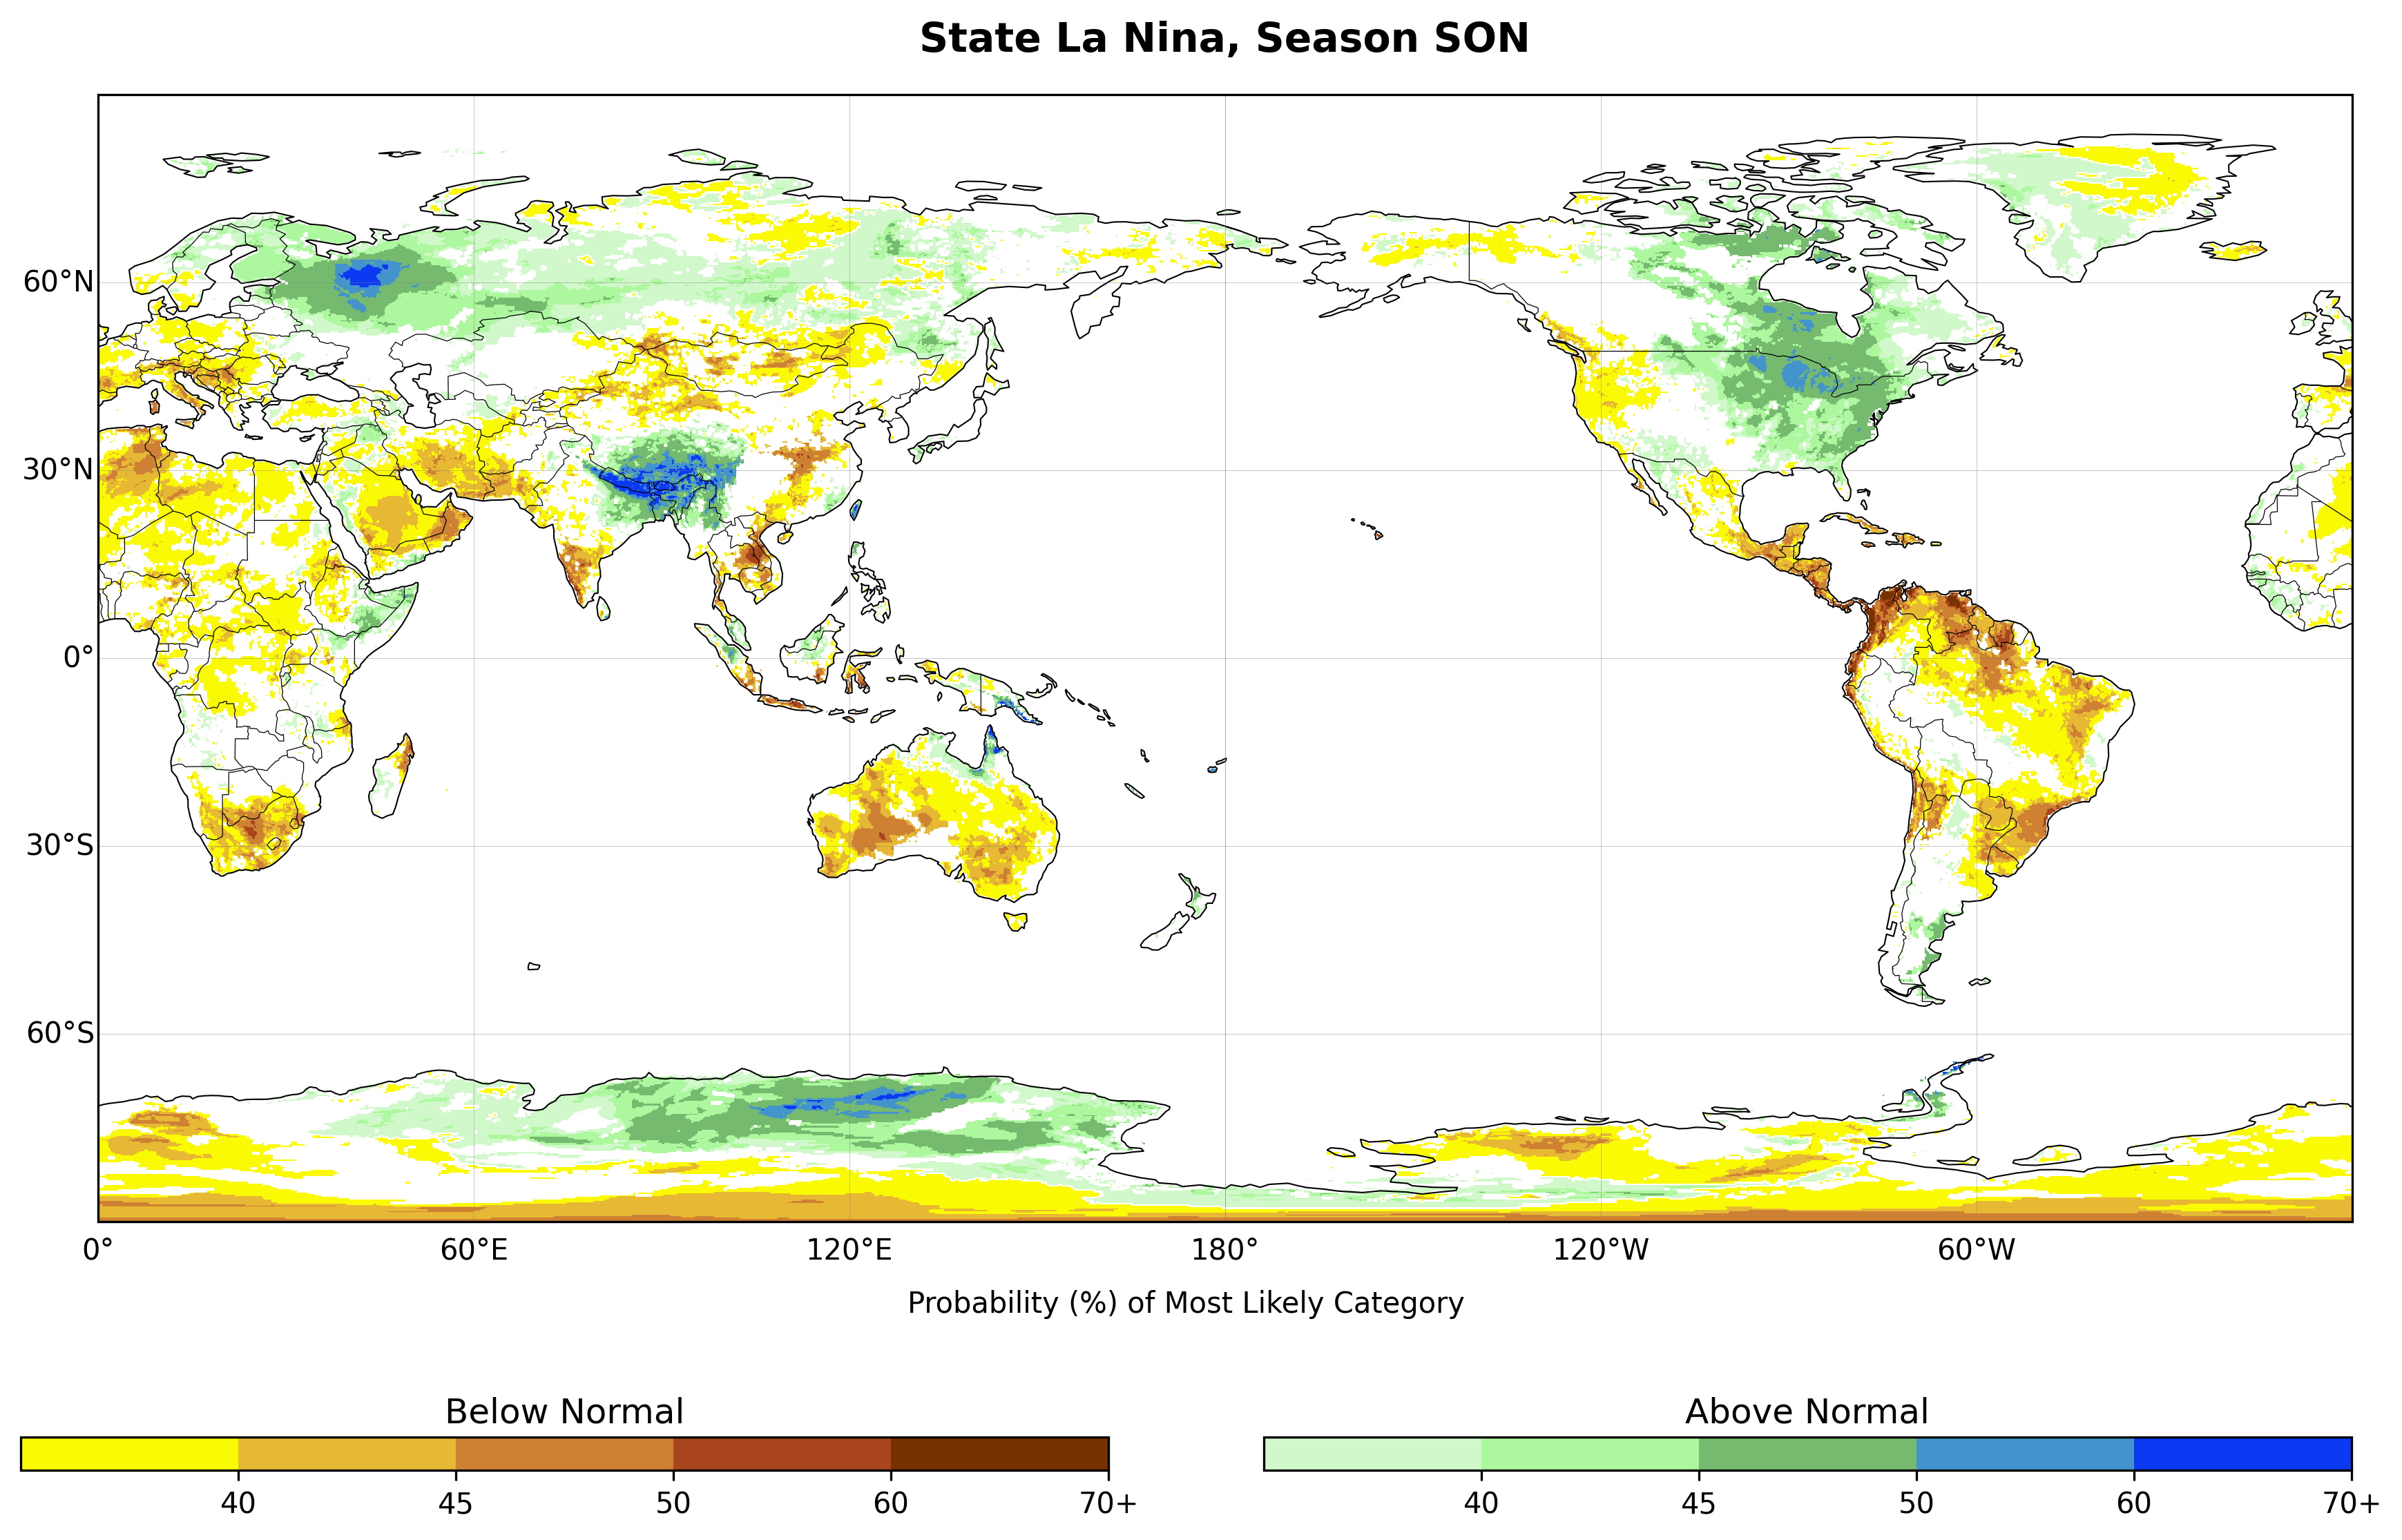 State La Nina, Season SON
60°N
30°N
0°
30°S
60°S
0° 60°E 120°E 180° 120°W 60°W
Probability (%) of Most Likely Category
Below Normal Above Normal
40 45 50 60 70+ 40 45 50 60 70+